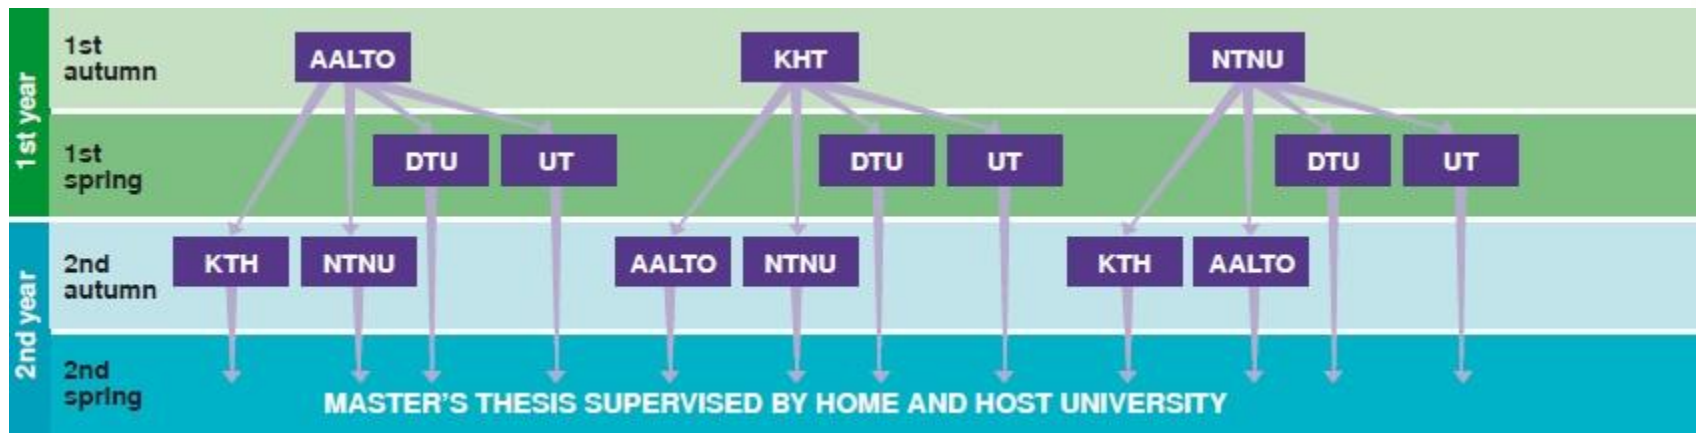 1st year
1st
autumn
AALTO
KHT
NTNU
1st
spring
DTU
UT
DTU
UT
DTU
UT
2nd year
2nd
autumn
KTH
NTNU
AALTO
NTNU
KTH
AALTO
2nd
spring
MASTER'S THESIS SUPERVISED BY HOME AND HOST UNIVERSITY